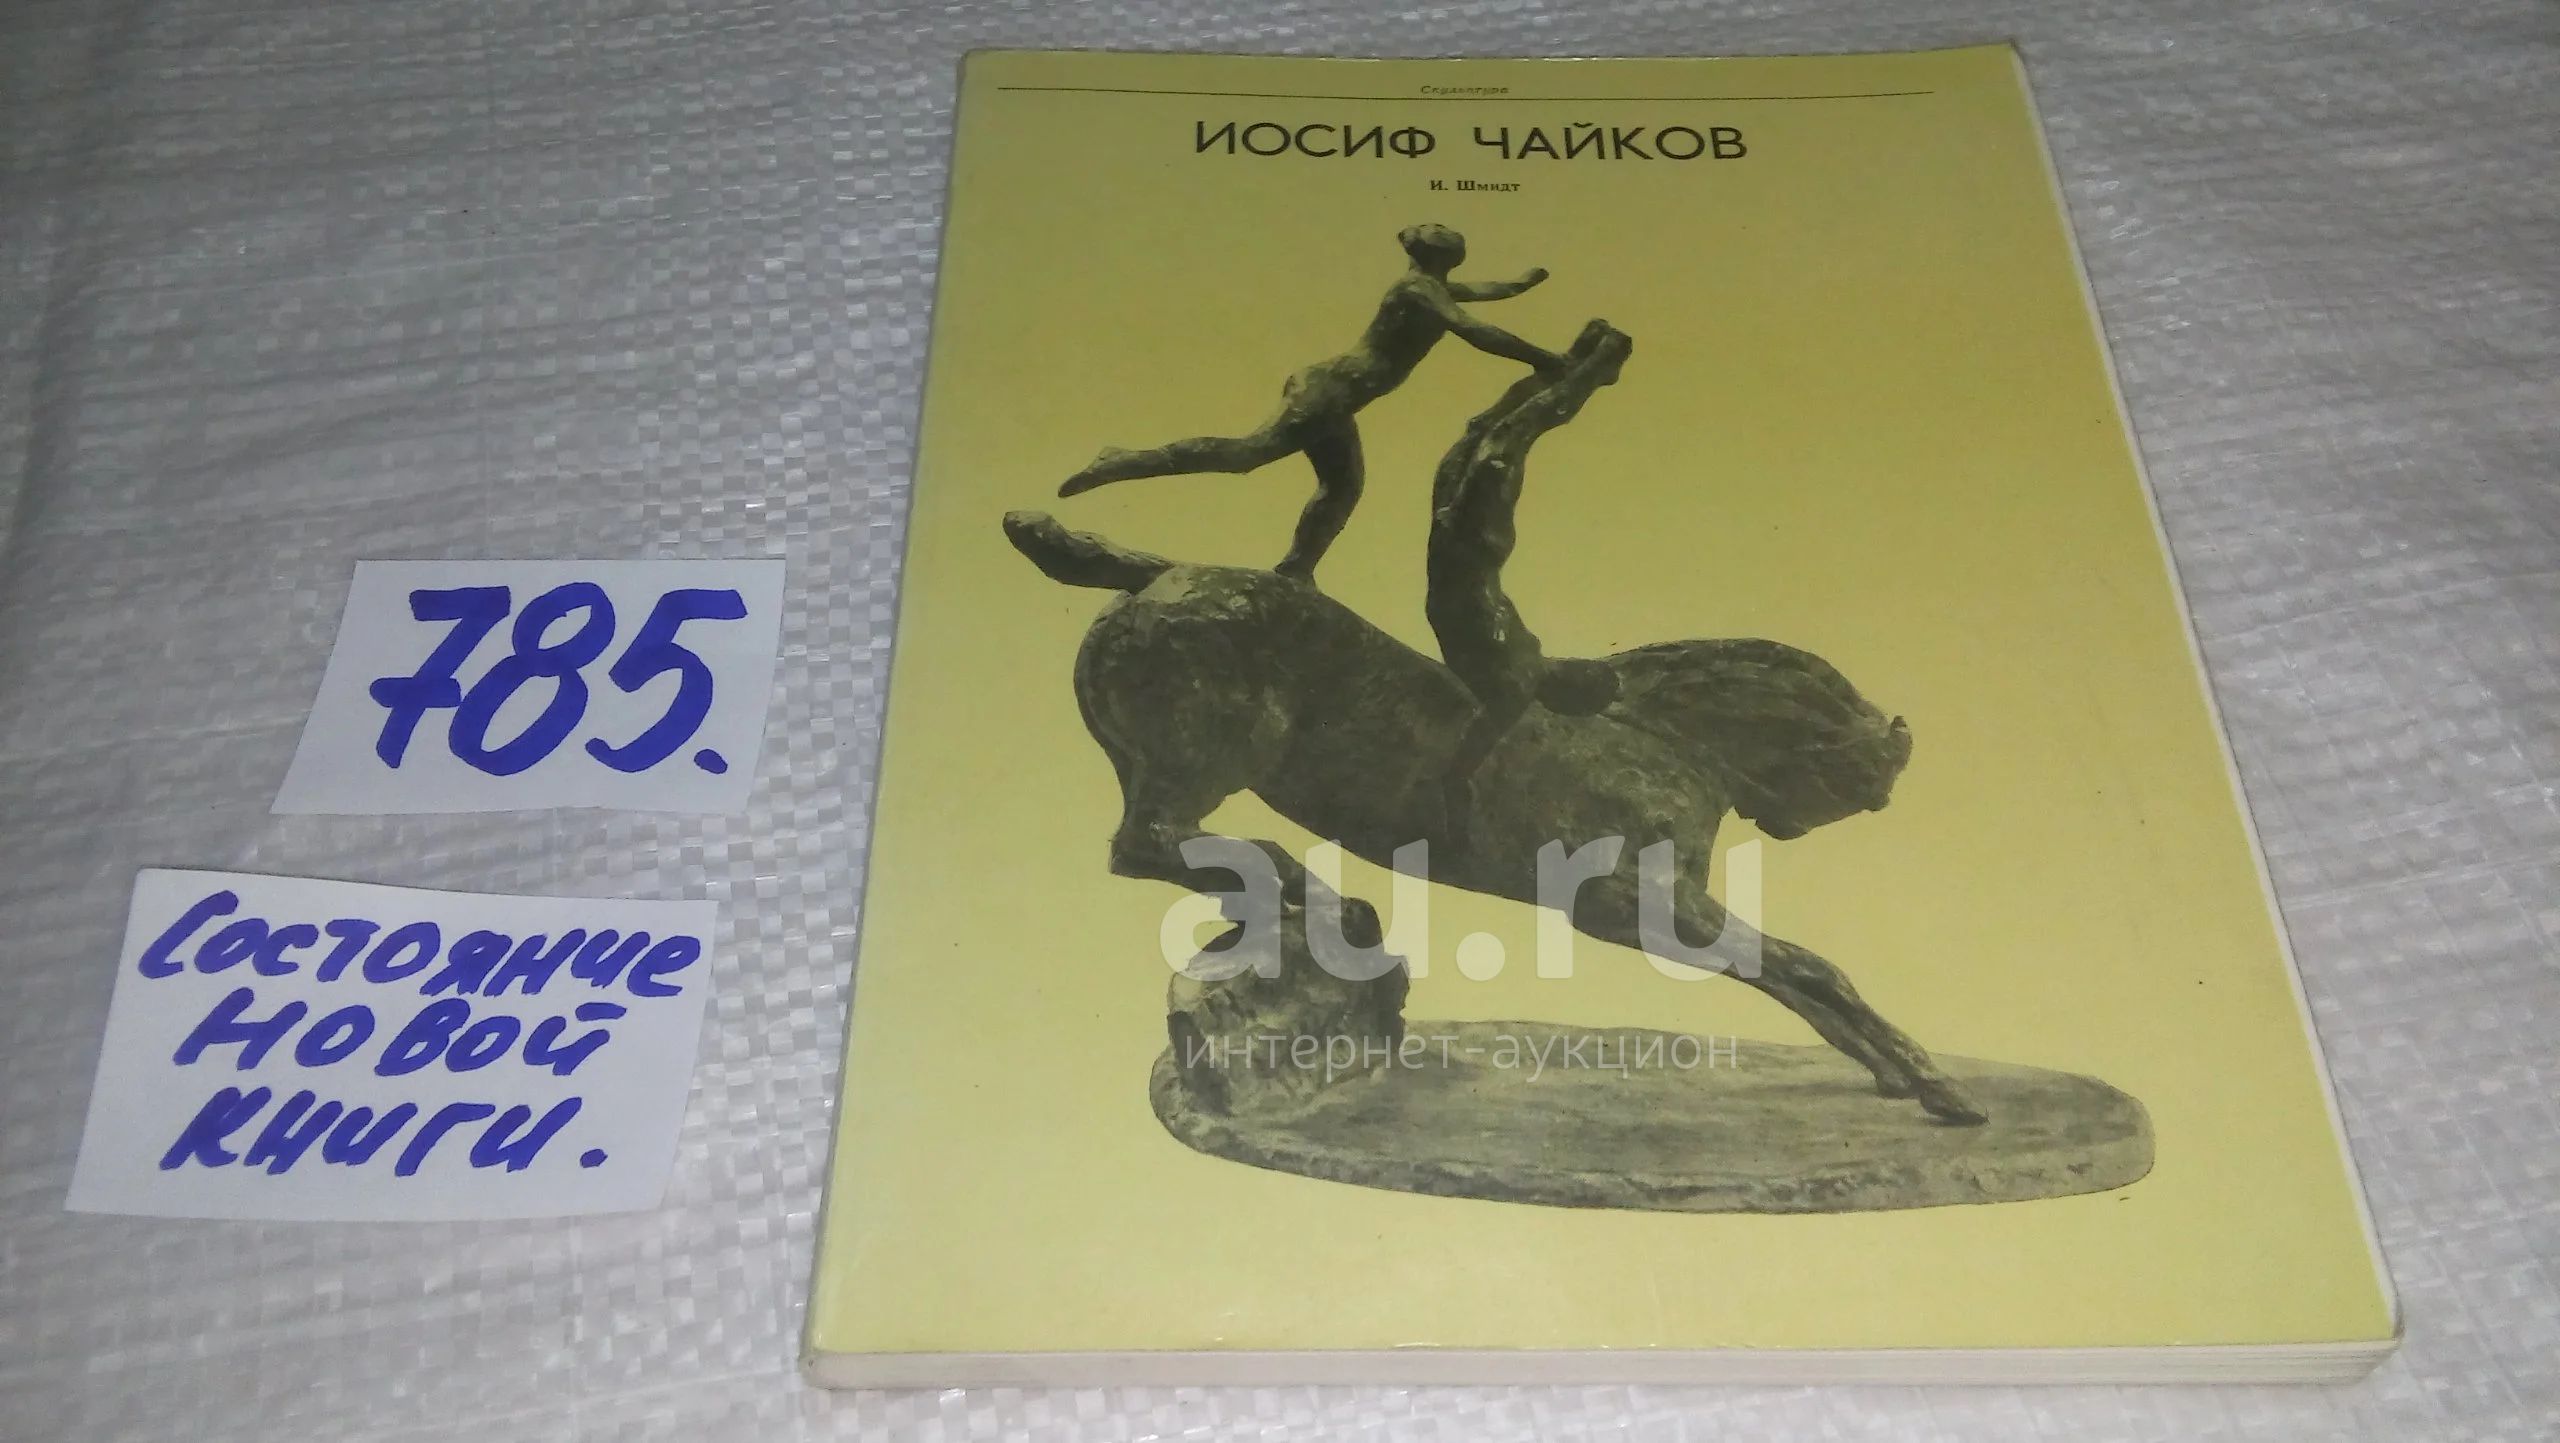 Скульптура
ИОСИФ ЧАЙКОВ
И. Шмидт
785.
Состояние
новой
книги.
au.ru
интернет-аукцион